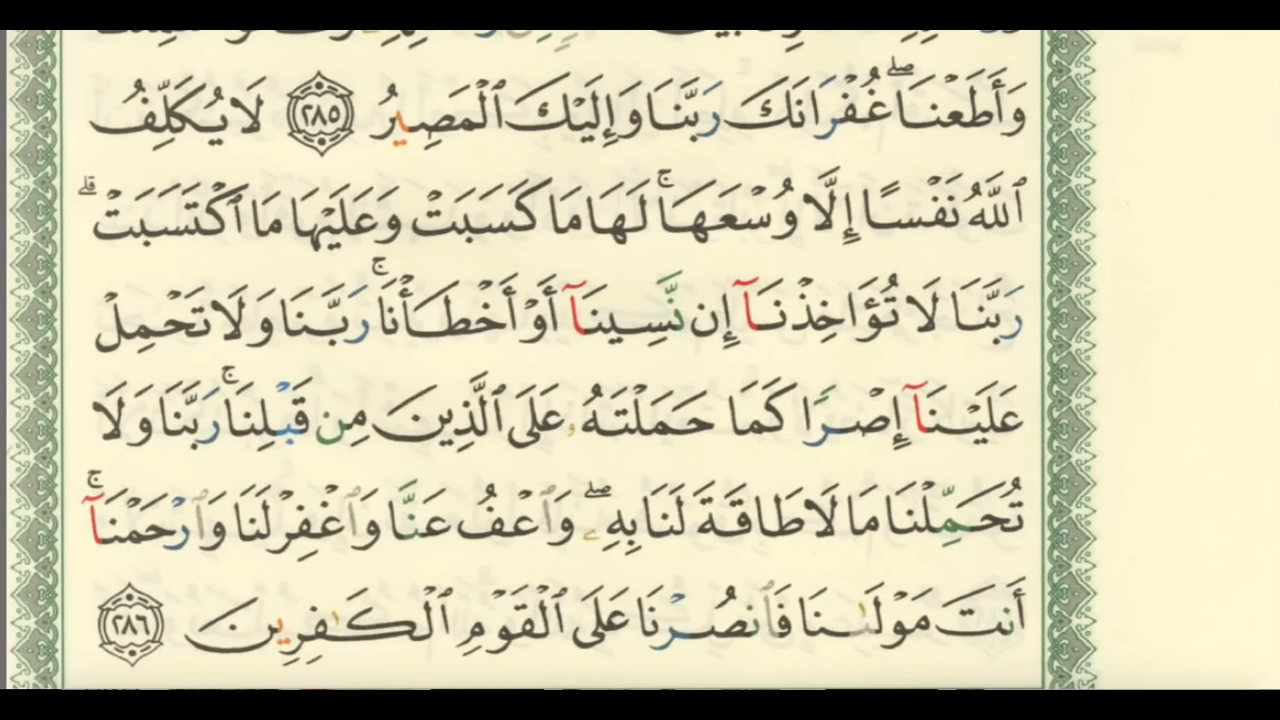 وَأَطَعْنَا ۖ غُفْرَانَكَ رَبَّنَا وَإِلَيْكَ ٱلْمَصِيرُ ٢٨٥ لَا يُكَلِّفُ
ٱللَّهُ نَفْسًا إِلَّا وُسْعَهَا ۚ لَهَا مَا كَسَبَتْ وَعَلَيْهَا مَا ٱكْتَسَبَتْ ۗ
رَبَّنَا لَا تُؤَاخِذْنَآ إِن نَّسِينَآ أَوْ أَخْطَأْنَا ۚ رَبَّنَا وَلَا تَحْمِلْ
عَلَيْنَآ إِصْرًا كَمَا حَمَلْتَهُۥ عَلَى ٱلَّذِينَ مِن قَبْلِنَا ۚ رَبَّنَا وَلَا
تُحَمِّلْنَا مَا لَا طَاقَةَ لَنَا بِهِۦ ۖ وَٱعْفُ عَنَّا وَٱغْفِرْ لَنَا وَٱرْحَمْنَآ ۚ
أَنتَ مَوْلَىٰنَا فَٱنصُرْنَا عَلَى ٱلْقَوْمِ ٱلْكَـٰفِرِينَ ٢٨٦